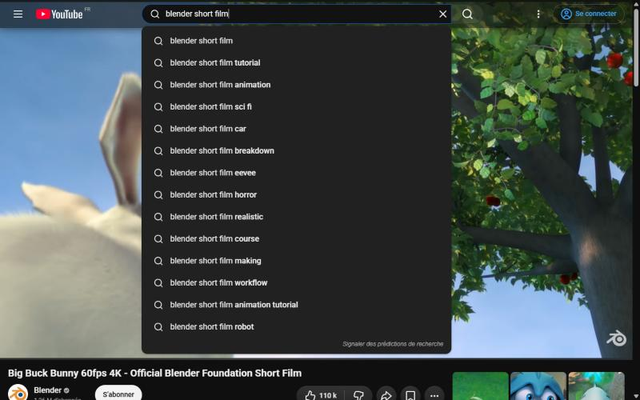 YouTube FR
blender short film
Se connecter
blender short film
blender short film tutorial
blender short film animation
blender short film sci fi
blender short film car
blender short film breakdown
blender short film eevee
blender short film horror
blender short film realistic
blender short film course
blender short film making
blender short film workflow
blender short film animation tutorial
blender short film robot
Signaler des prédictions de recherche
Big Buck Bunny 60fps 4K - Official Blender Foundation Short Film
Blender
S'abonner
110 k